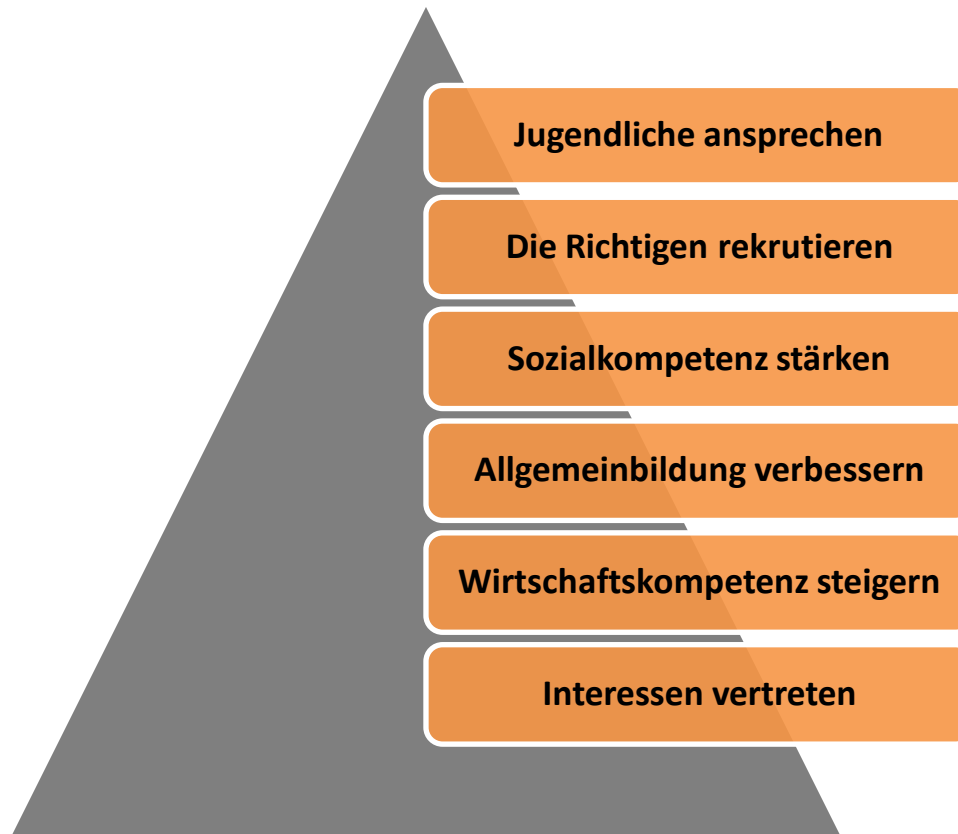 Jugendliche ansprechen
Die Richtigen rekrutieren
Sozialkompetenz stärken
Allgemeinbildung verbessern
Wirtschaftskompetenz steigern
Interessen vertreten